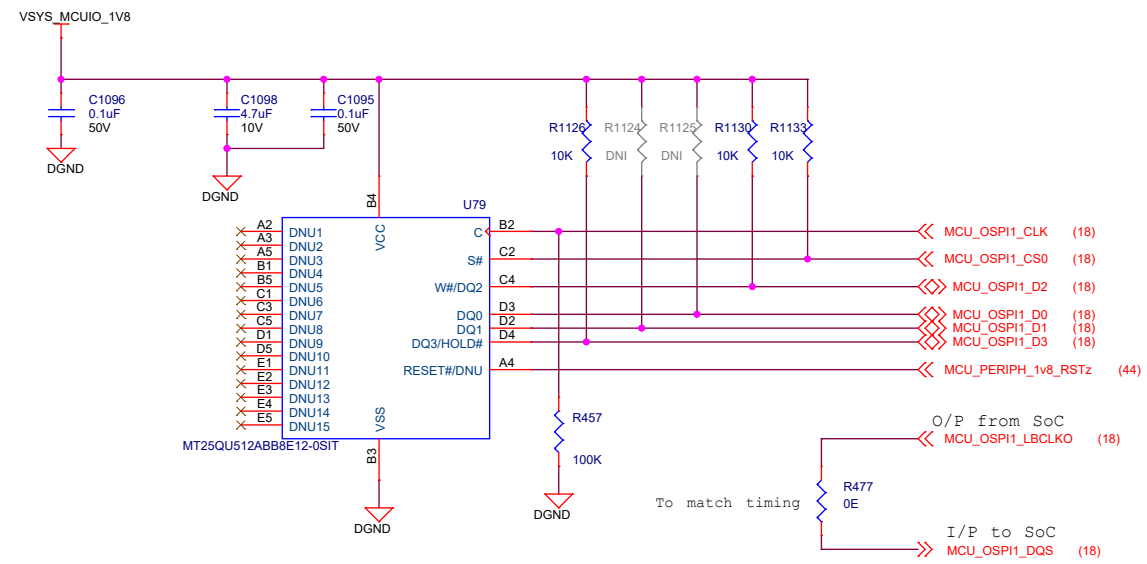 VSYS_MCUIO_1V8
C1096
0.1uF
50V
DGND
C1098
4.7uF
10V
C1095
0.1uF
50V
DGND
R1126
10K
R1124
DNI
R1125
DNI
R1130
10K
R1133
10K
U79
B4
VCC
A2 DNU1
A3 DNU2
A5 DNU3
B1 DNU4
B5 DNU5
C1 DNU6
C3 DNU7
C5 DNU8
D1 DNU9
D5 DNU10
E1 DNU11
E2 DNU12
E3 DNU13
E4 DNU14
E5 DNU15
C B2 MCU_OSPI1_CLK (18)
S# C2 MCU_OSPI1_CS0 (18)
W#/DQ2 C4 MCU_OSPI1_D2 (18)
DQ0 D3 MCU_OSPI1_D0 (18)
DQ1 D2 MCU_OSPI1_D1 (18)
DQ3/HOLD# D4 MCU_OSPI1_D3 (18)
RESET#/DNU A4 MCU_PERIPH_1v8_RSTz (44)
VSS
B3
MT25QU512ABB8E12-0SIT
DGND
R457
100K
DGND
O/P from SoC
MCU_OSPI1_LBCLKO (18)
R477
0E
To match timing
I/P to SoC
MCU_OSPI1_DQS (18)